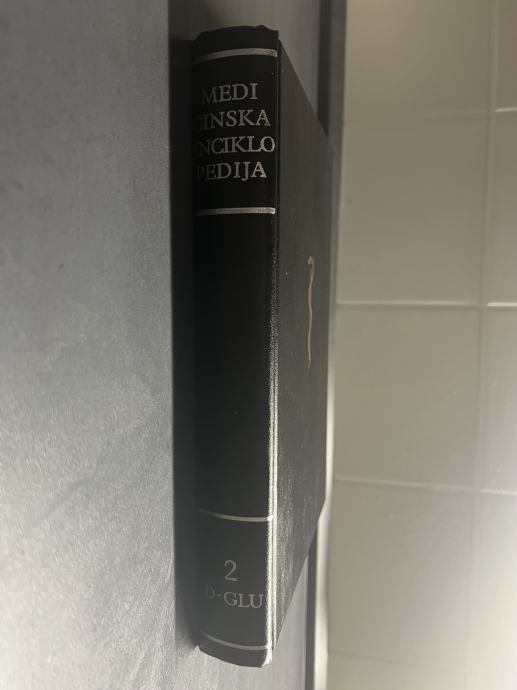 MEDI
CINSKA
ENCIKLO
PEDIJA
2
D-GLU